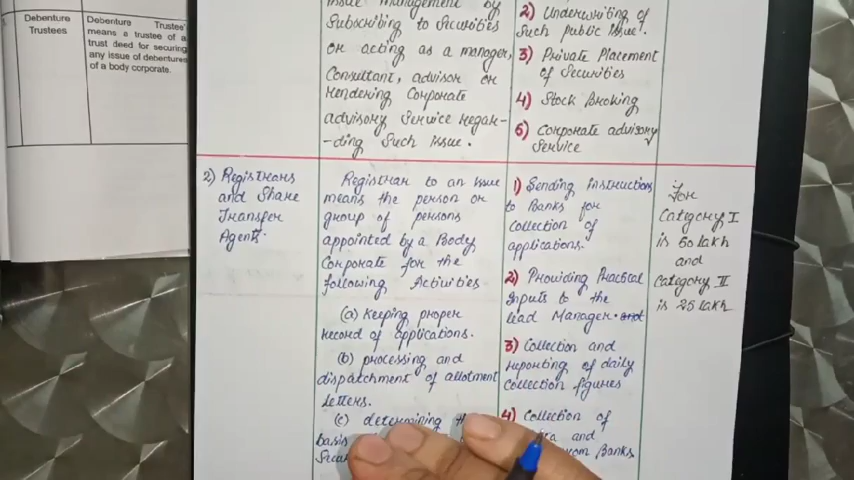 Debenture
Trustees
Debenture Trustee'
means a trustee of a
trust deed for securing
any issue of debentures
of a body corporate.
Issue management by
Subscribing to Securities
or acting as a manager,
Consultant, advisor or
Rendering Corporate
advisory Service regar-
-ding Such Issue.
2) Underwriting of
Such public issue.
3) Private Placement
of Securities
4) Stock Broking
5) Corporate advisory
Service
2) Registrars
and Share
Transfer
Agents.
Registrar to an Issue
means the person or
group of persons
appointed by a Body
Corporate for the
following Activities
(a) Keeping proper
record of applications.
(b) processing and
dispatchment of allotment
letters.
(c) determining
basis
1) Sending instructions
to Banks for
collection of
applications.
2) Providing Practical
Inputs to the
lead Manager.
3) Collection and
reporting of daily
collection figures
4) Collection of
and
Banks
For
Category I
is 50 lakh
and
Category II
is 25 lakh